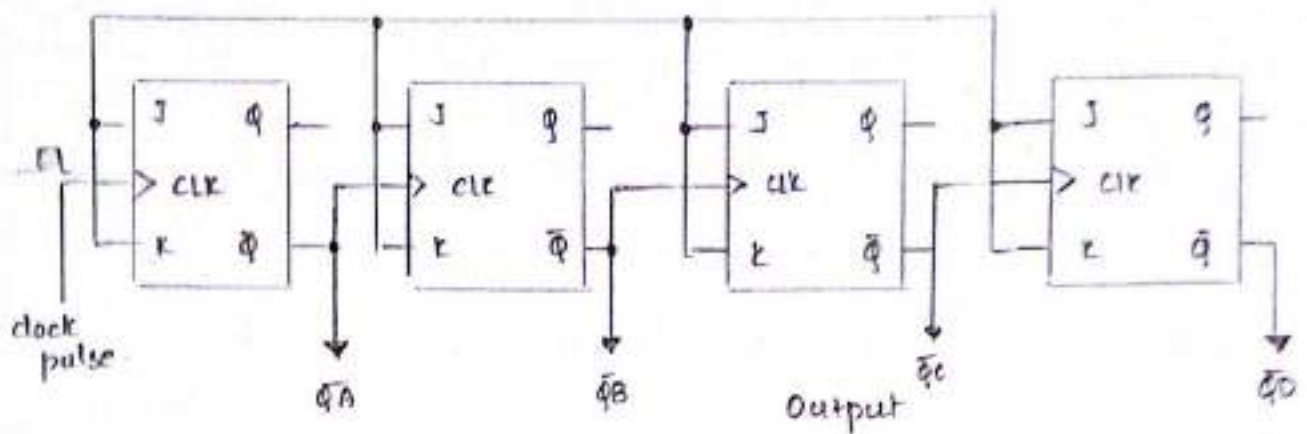 J Q J Q J Q J Q
CLK CLK CLK CLK
K Q̄ K Q̄ K Q̄ K Q̄
clock
pulse
Q̄A Q̄B Q̄C Q̄D
Output